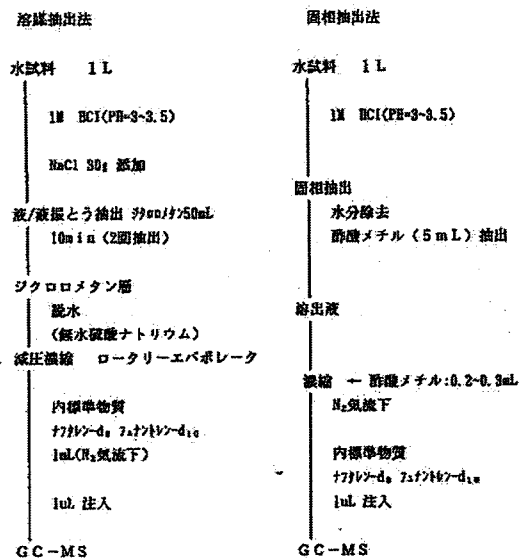 溶媒抽出法
水試料 1L
1M HCI(PH=3~3.5)
NaCl 30g 添加
液/液振とう抽出 ジクロロメタン50mL
10min (2回抽出)
ジクロロメタン層
脱水
(無水硫酸ナトリウム)
減圧濃縮 ロータリーエバポレータ
内標準物質
ナフタレン-d8 フェナントレン-d10
1mL(N2気流下)
1uL 注入
GC-MS
固相抽出法
水試料 1L
1M HCI(PH=3~3.5)
固相抽出
水分除去
酢酸メチル(5mL)抽出
溶出液
濃縮 ← 酢酸メチル:0.2~0.3mL
N2気流下
内標準物質
ナフタレン-d8 フェナントレン-d10
1uL 注入
GC-MS